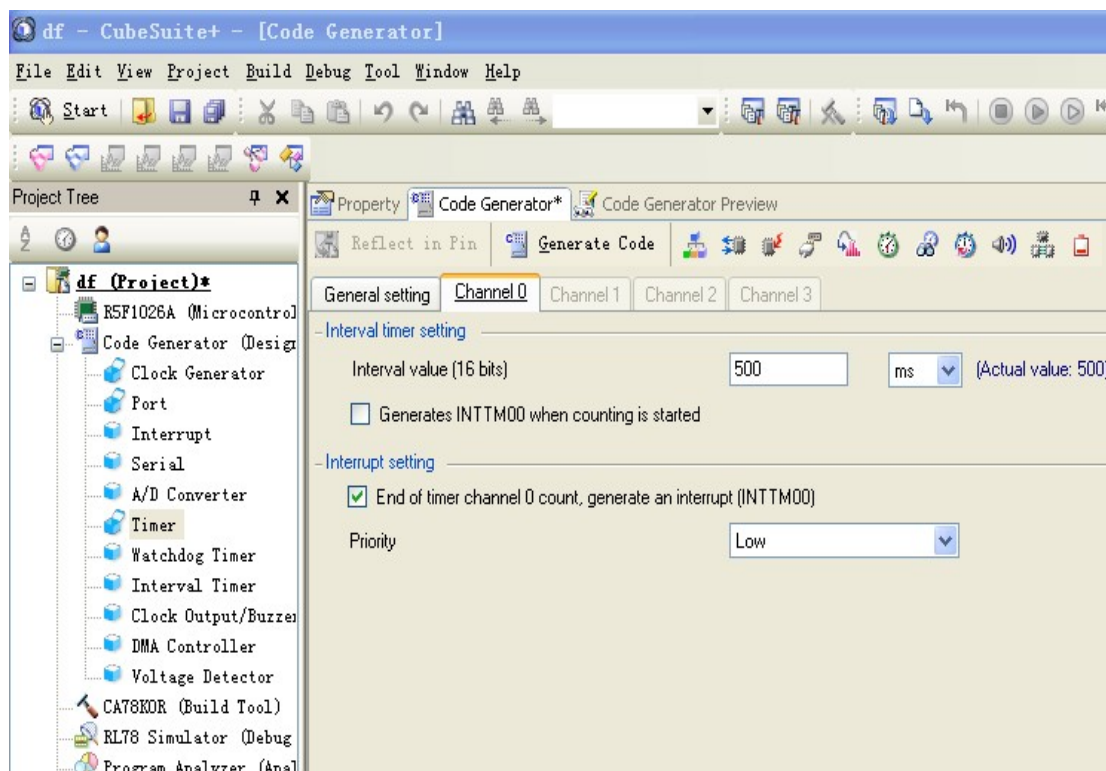 df - CubeSuite+ - [Code Generator]
File Edit View Project Build Debug Tool Window Help
Start
Project Tree
Property Code Generator* Code Generator Preview
Reflect in Pin Generate Code
df (Project)*
General setting Channel 0 Channel 1 Channel 2 Channel 3
R5F1026A (Microcontrol
Interval timer setting
Code Generator (Desig
Interval value (16 bits) 500 ms (Actual value: 500)
Clock Generator
Port
Generates INTTM00 when counting is started
Interrupt
Interrupt setting
Serial
A/D Converter
End of timer channel 0 count, generate an interrupt (INTTM00)
Timer
Priority Low
Watchdog Timer
Interval Timer
Clock Output/Buzzer
DMA Controller
Voltage Detector
CA78K0R (Build Tool)
RL78 Simulator (Debug
Program Analyzer (Anal